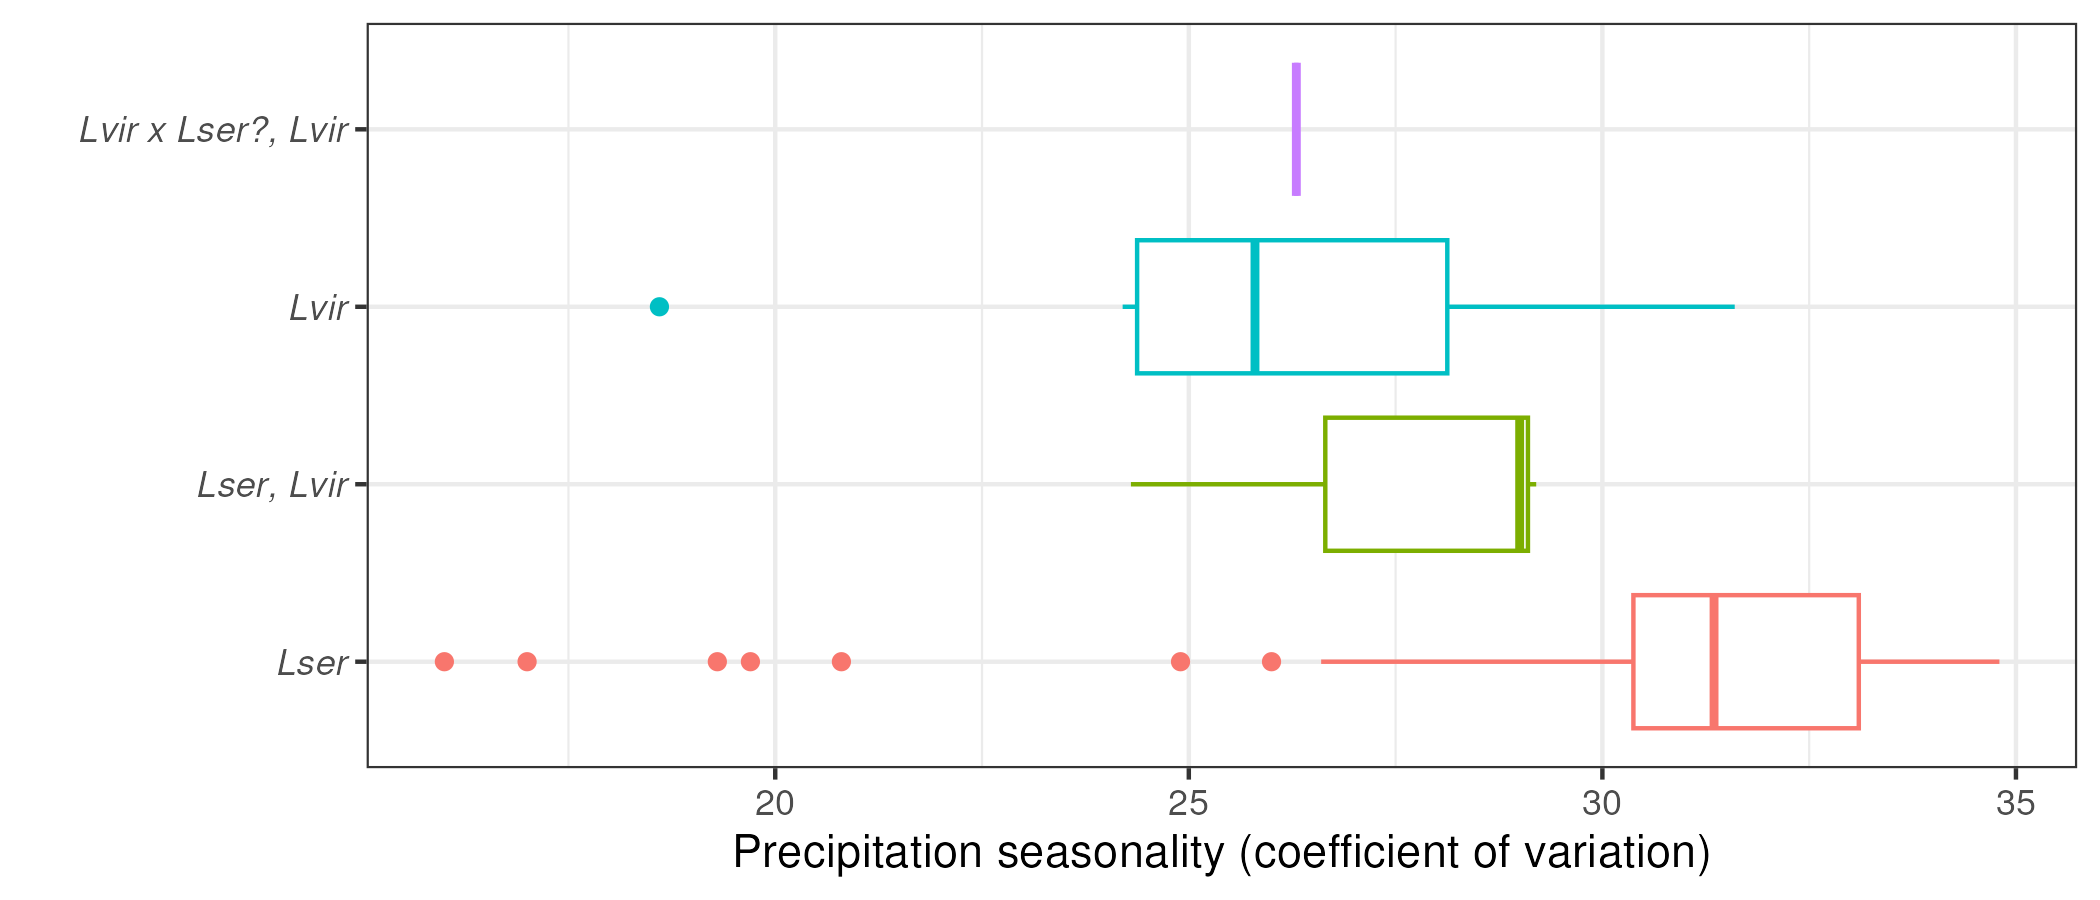 Lvir x Lser?, Lvir
Lvir
Lser, Lvir
Lser
20 25 30 35
Precipitation seasonality (coefficient of variation)